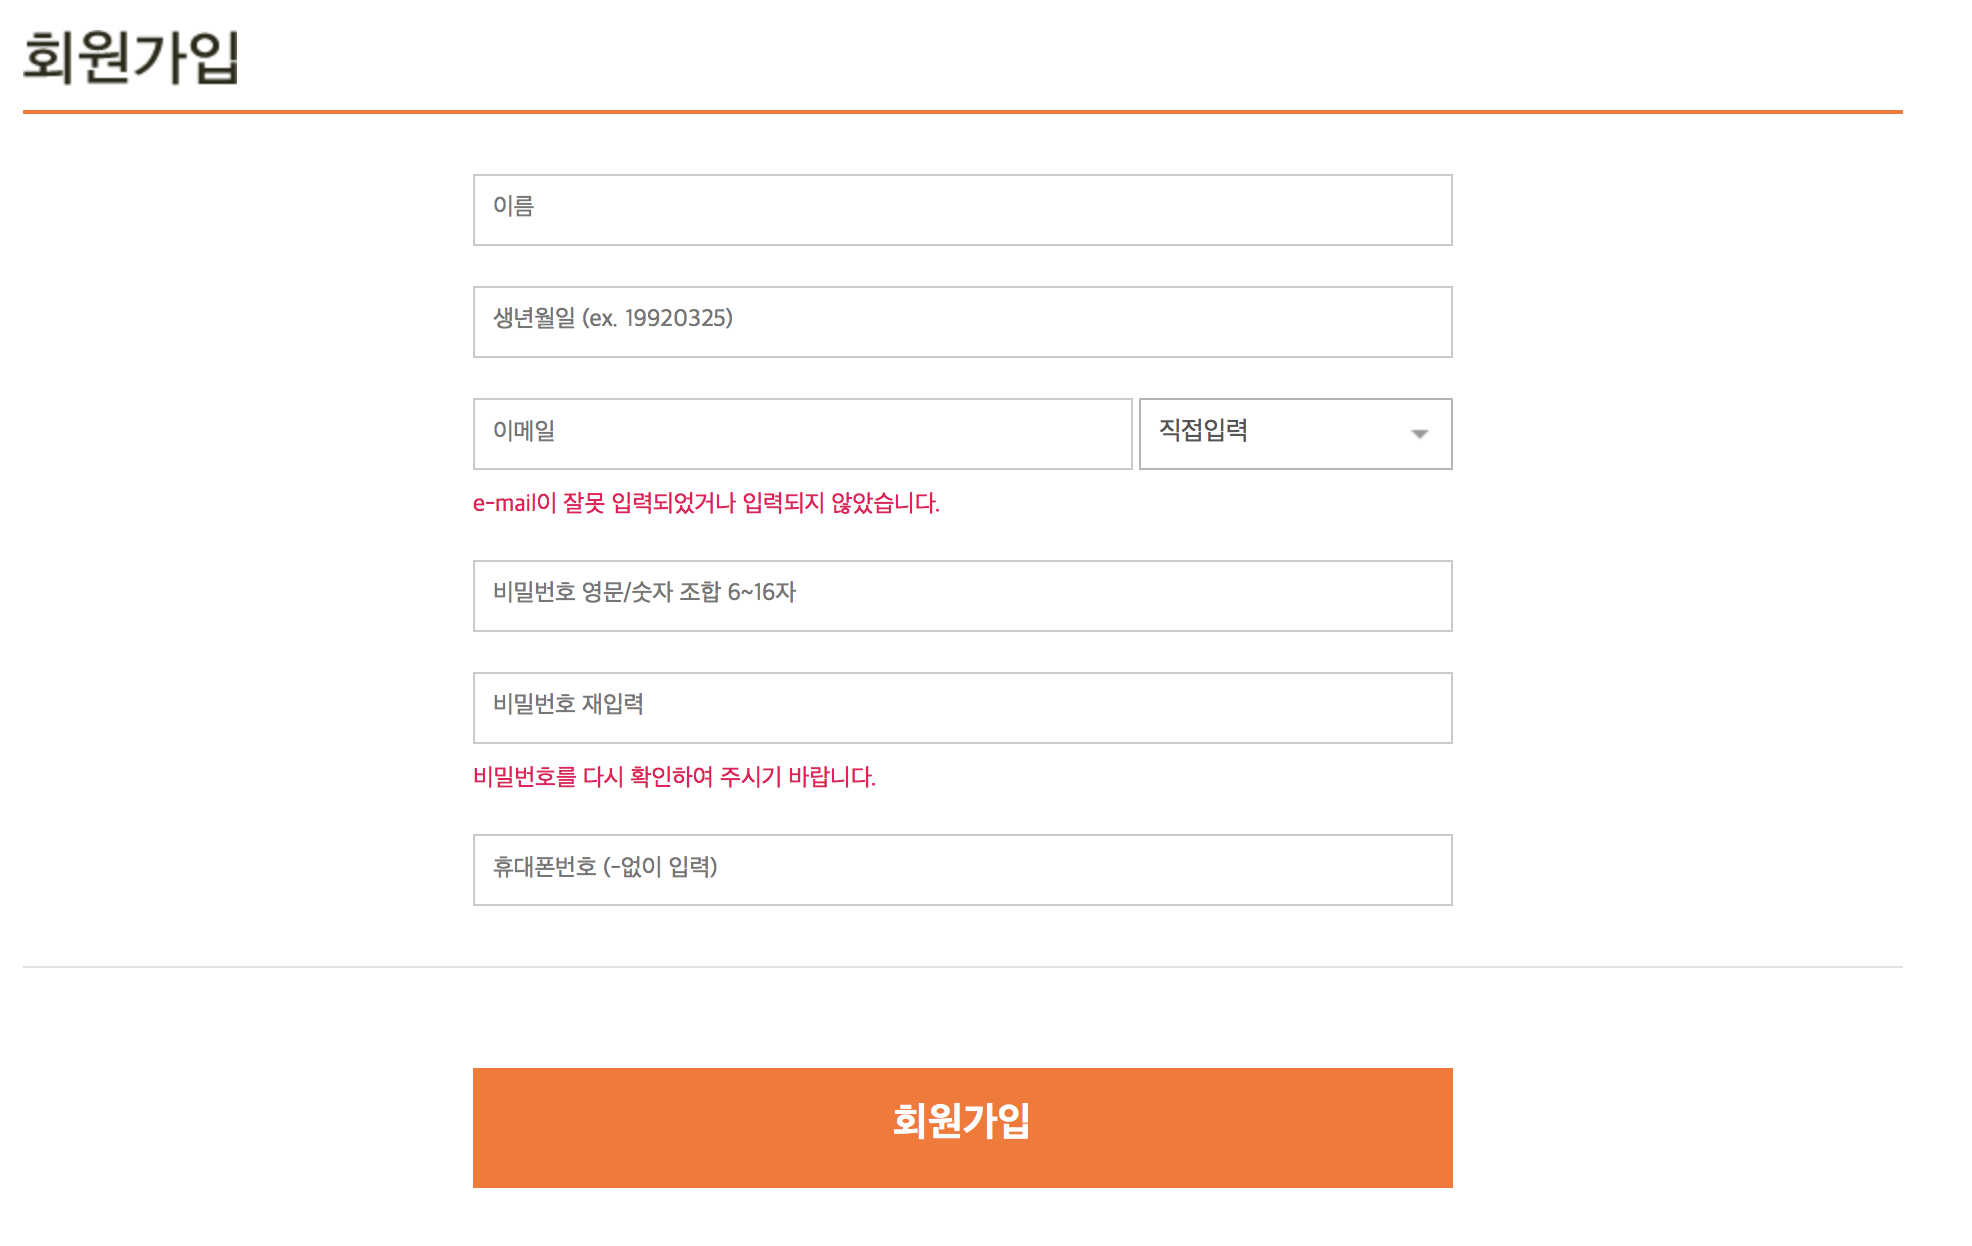 회원가입
이름
생년월일 (ex. 19920325)
이메일
직접입력
e-mail이 잘못 입력되었거나 입력되지 않았습니다.
비밀번호 영문/숫자 조합 6~16자
비밀번호 재입력
비밀번호를 다시 확인하여 주시기 바랍니다.
휴대폰번호 (-없이 입력)
회원가입